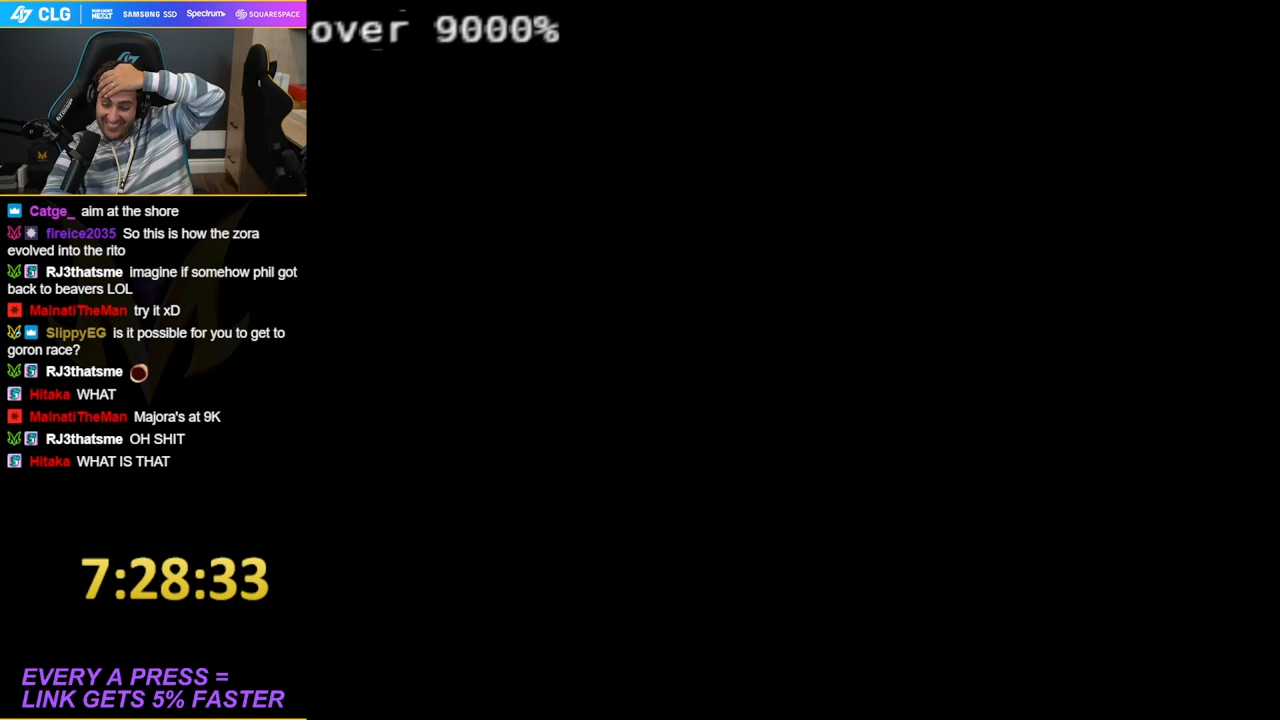 CLG
BUD LIGHT
NEXT
SAMSUNG SSD
Spectrum
SQUARESPACE
over 9000%
Catge_ aim at the shore
fireice2035 So this is how the zora
evolved into the rito
RJ3thatsme imagine if somehow phil got
back to beavers LOL
MalnatiTheMan try it xD
SlippyEG is it possible for you to get to
goron race?
RJ3thatsme
Hitaka WHAT
MalnatiTheMan Majora's at 9K
RJ3thatsme OH SHIT
Hitaka WHAT IS THAT
7:28:33
EVERY A PRESS =
LINK GETS 5% FASTER